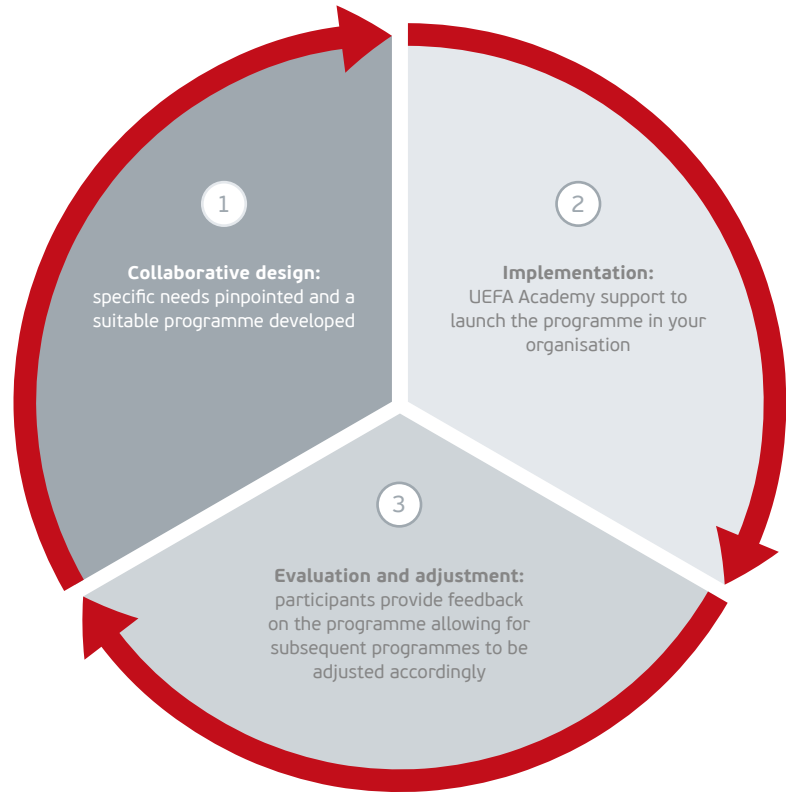 1
Collaborative design:
specific needs pinpointed and a
suitable programme developed
2
Implementation:
UEFA Academy support to
launch the programme in your
organisation
3
Evaluation and adjustment:
participants provide feedback
on the programme allowing for
subsequent programmes to be
adjusted accordingly